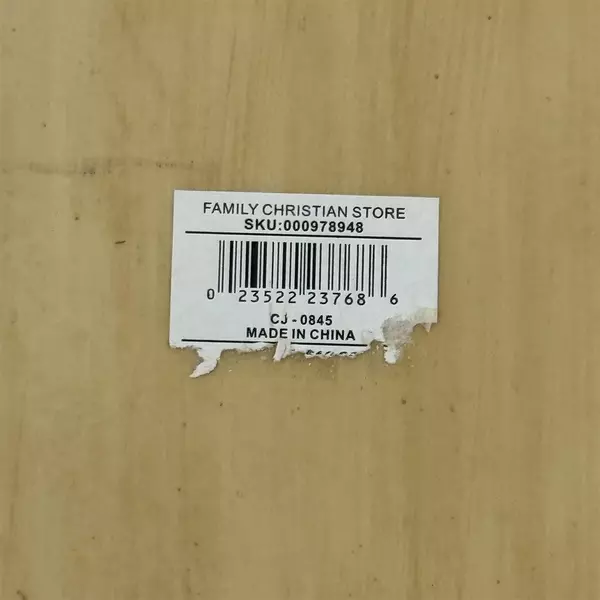 FAMILY CHRISTIAN STORE
SKU:000978948
0 23522 23768 6
CJ - 0845
MADE IN CHINA